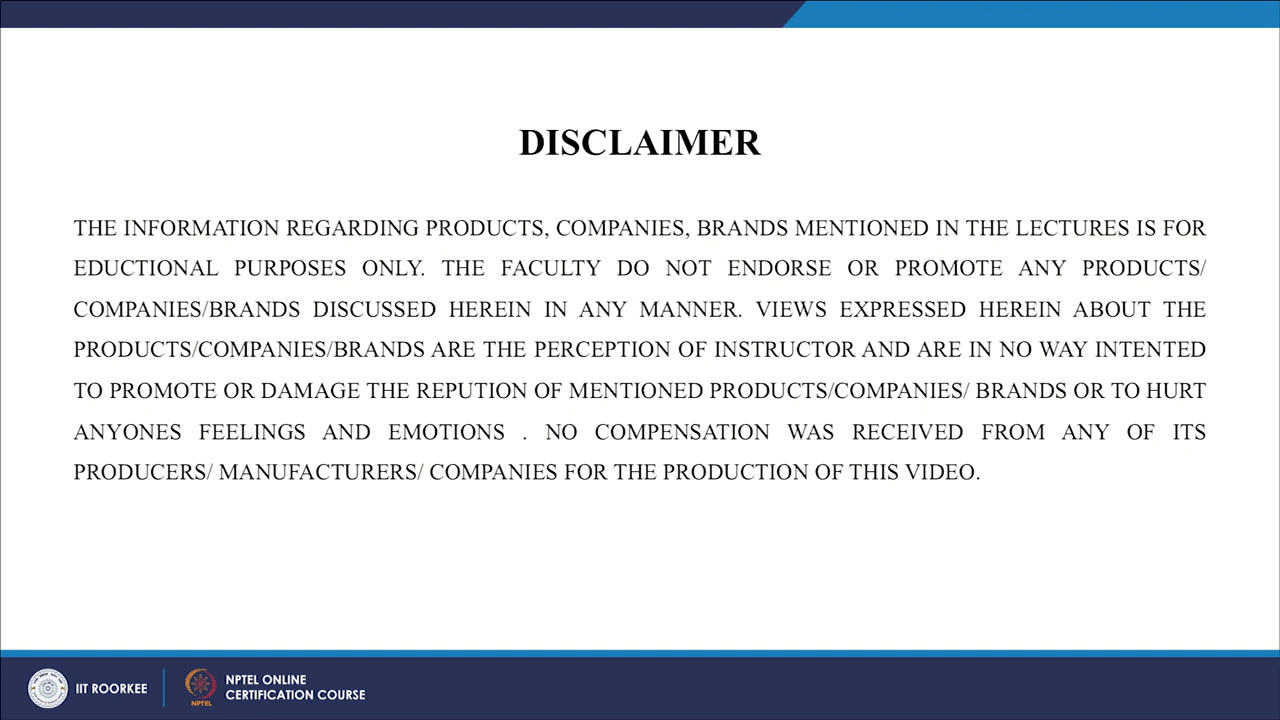 DISCLAIMER
THE INFORMATION REGARDING PRODUCTS, COMPANIES, BRANDS MENTIONED IN THE LECTURES IS FOR
EDUCTIONAL PURPOSES ONLY. THE FACULTY DO NOT ENDORSE OR PROMOTE ANY PRODUCTS/
COMPANIES/BRANDS DISCUSSED HEREIN IN ANY MANNER. VIEWS EXPRESSED HEREIN ABOUT THE
PRODUCTS/COMPANIES/BRANDS ARE THE PERCEPTION OF INSTRUCTOR AND ARE IN NO WAY INTENTED
TO PROMOTE OR DAMAGE THE REPUTION OF MENTIONED PRODUCTS/COMPANIES/ BRANDS OR TO HURT
ANYONES FEELINGS AND EMOTIONS . NO COMPENSATION WAS RECEIVED FROM ANY OF ITS
PRODUCERS/ MANUFACTURERS/ COMPANIES FOR THE PRODUCTION OF THIS VIDEO.
IIT ROORKEE
NPTEL
NPTEL ONLINE
CERTIFICATION COURSE